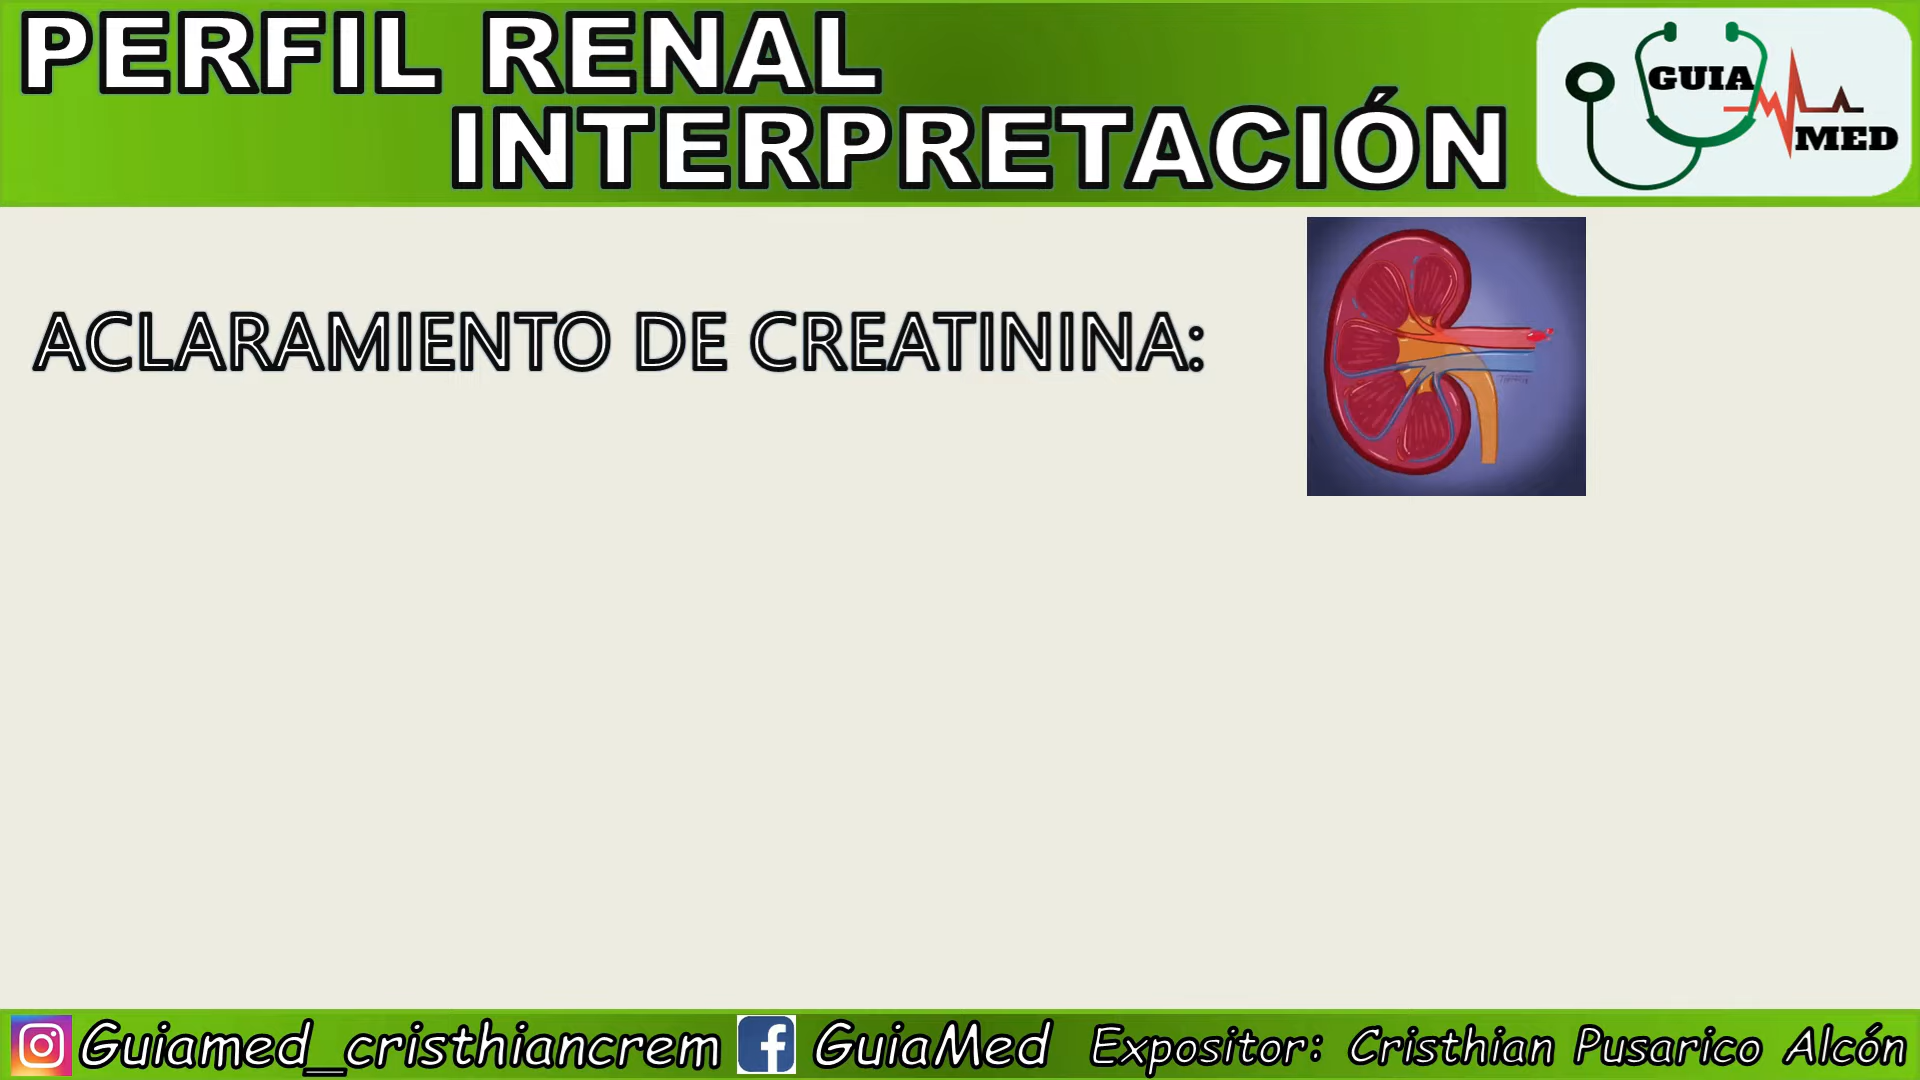 PERFIL RENAL
INTERPRETACIÓN
GUIA
MED
ACLARAMIENTO DE CREATININA:
Guiamed_cristhiancrem GuiaMed Expositor: Cristhian Pusarico Alcón